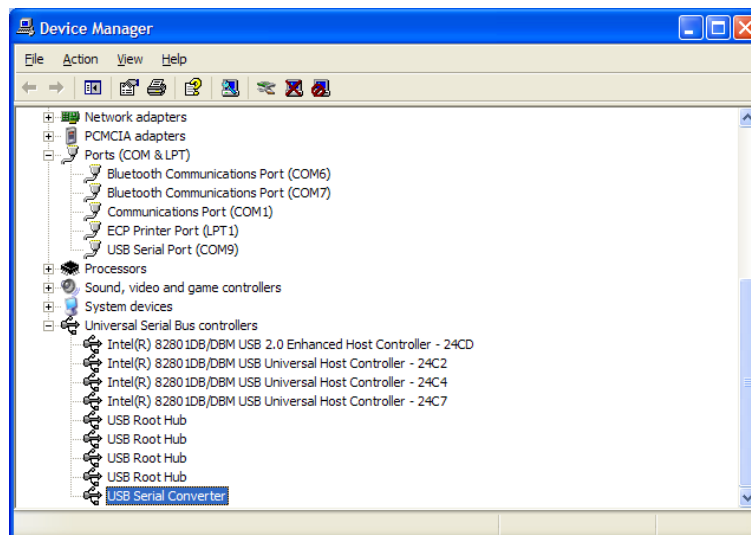 Device Manager
File Action View Help
Network adapters
PCMCIA adapters
Ports (COM & LPT)
Bluetooth Communications Port (COM6)
Bluetooth Communications Port (COM7)
Communications Port (COM1)
ECP Printer Port (LPT1)
USB Serial Port (COM9)
Processors
Sound, video and game controllers
System devices
Universal Serial Bus controllers
Intel(R) 82801DB/DBM USB 2.0 Enhanced Host Controller - 24CD
Intel(R) 82801DB/DBM USB Universal Host Controller - 24C2
Intel(R) 82801DB/DBM USB Universal Host Controller - 24C4
Intel(R) 82801DB/DBM USB Universal Host Controller - 24C7
USB Root Hub
USB Root Hub
USB Root Hub
USB Root Hub
USB Serial Converter